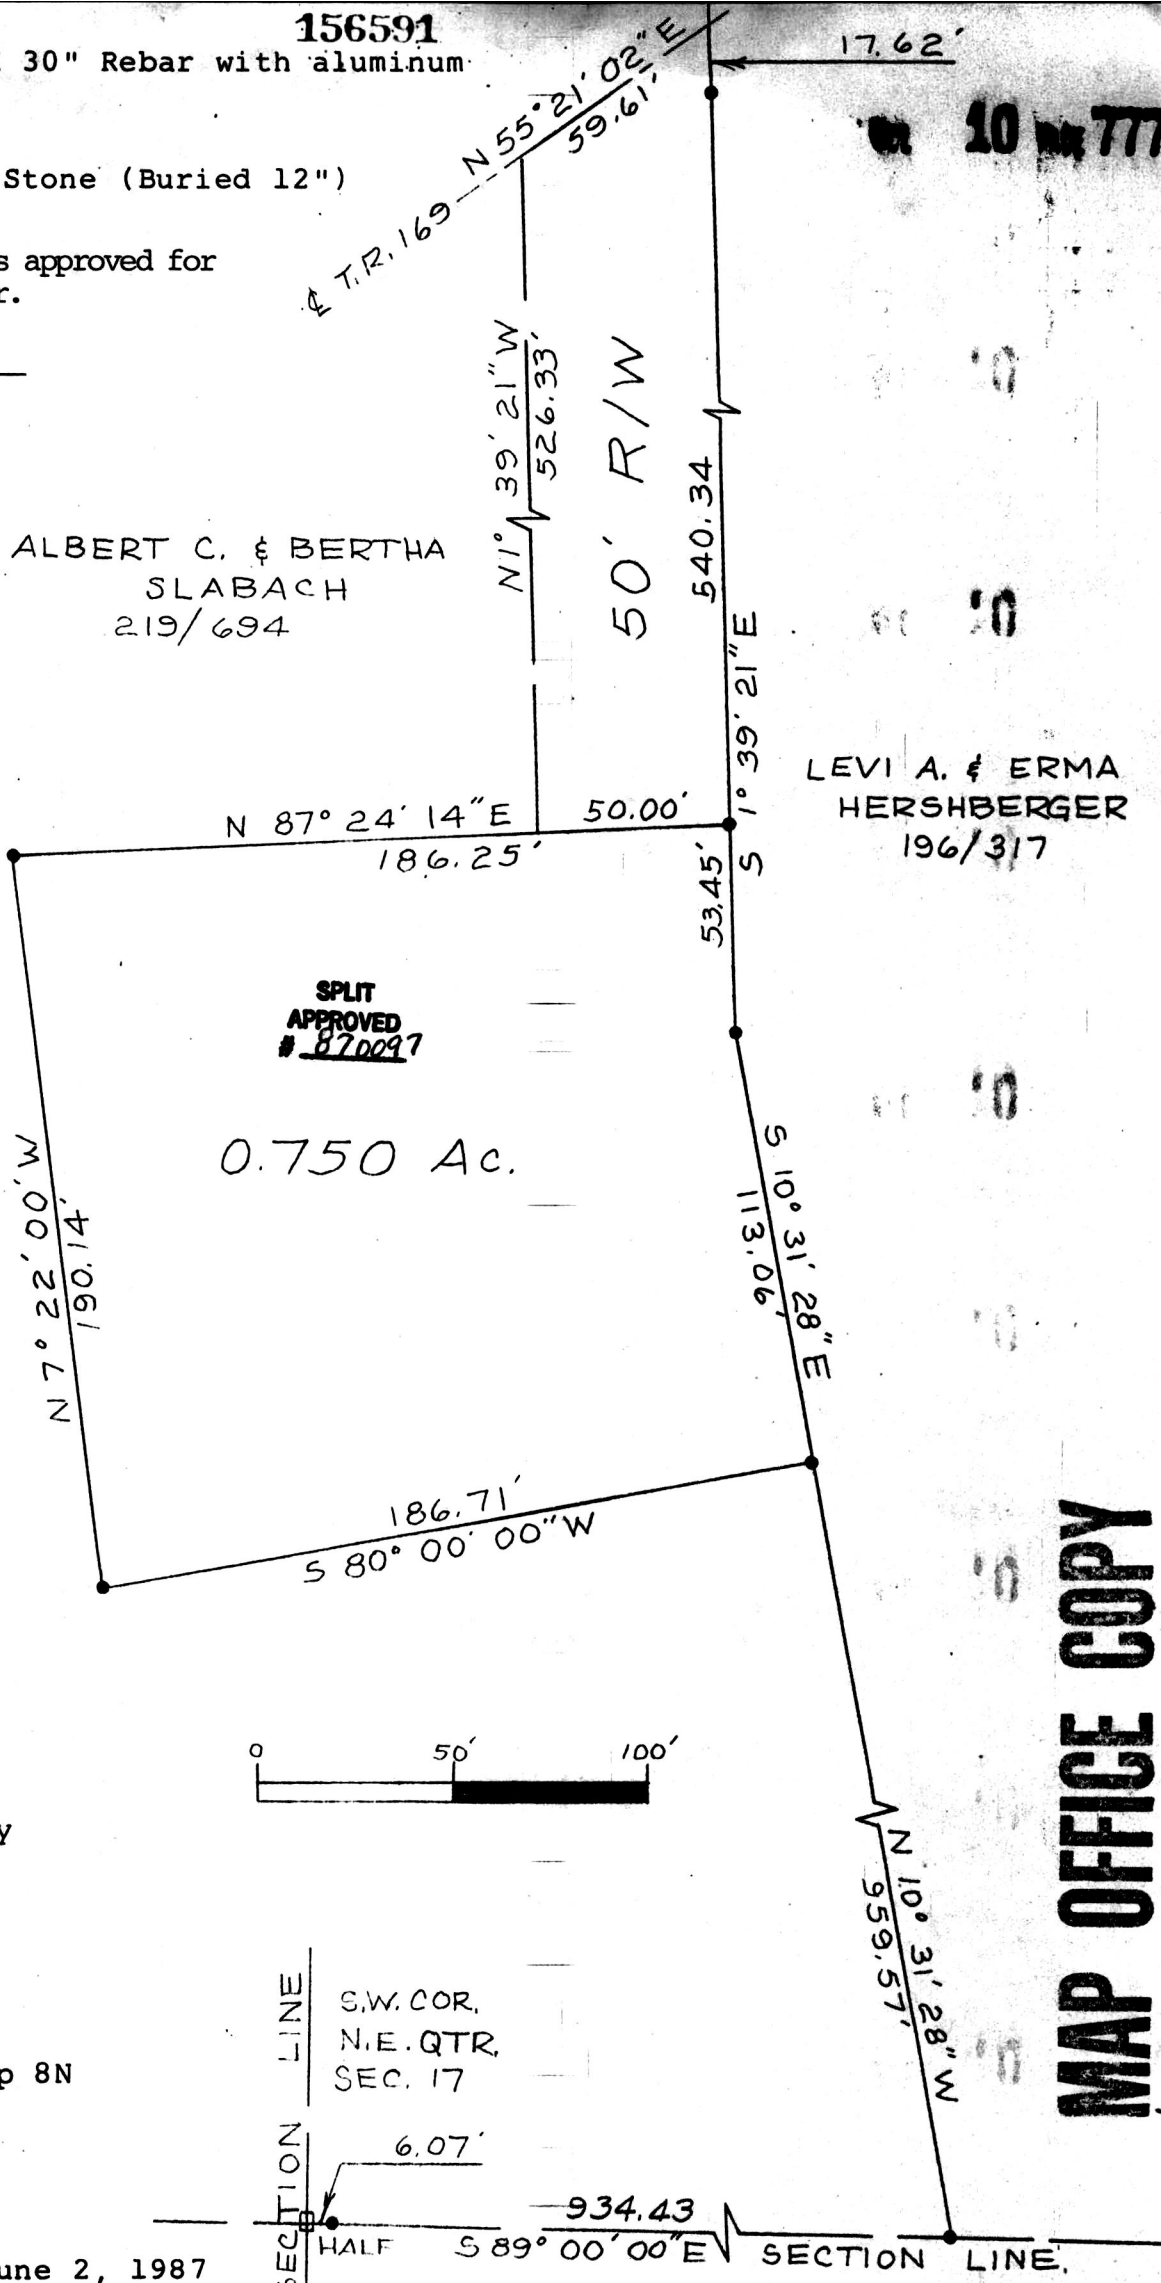 156591
30" Rebar with aluminum
17.62'
N 55° 21' 02" E
59.61'
10 777
Stone (Buried 12")
₵ T.R. 169
s approved for
r.
N 1° 39' 21" W
526.33'
50' R/W
540.34
S 1° 39' 21" E
ALBERT C. & BERTHA
SLABACH
219/694
LEVI A. & ERMA
HERSHBERGER
196/317
N 87° 24' 14" E
50.00'
186.25'
53.45'
SPLIT
APPROVED
# 870097
0.750 Ac.
N 7° 22' 00' W
190.14'
S 10° 31' 28" E
113.06'
186.71'
S 80° 00' 00" W
0 50' 100'
y
N 10° 31' 28" W
959.57'
MAP OFFICE COPY
SECTION LINE
S.W. COR.
N.E. QTR.
SEC. 17
p 8N
6.07'
934.43
HALF S 89° 00' 00" E SECTION LINE.
une 2, 1987